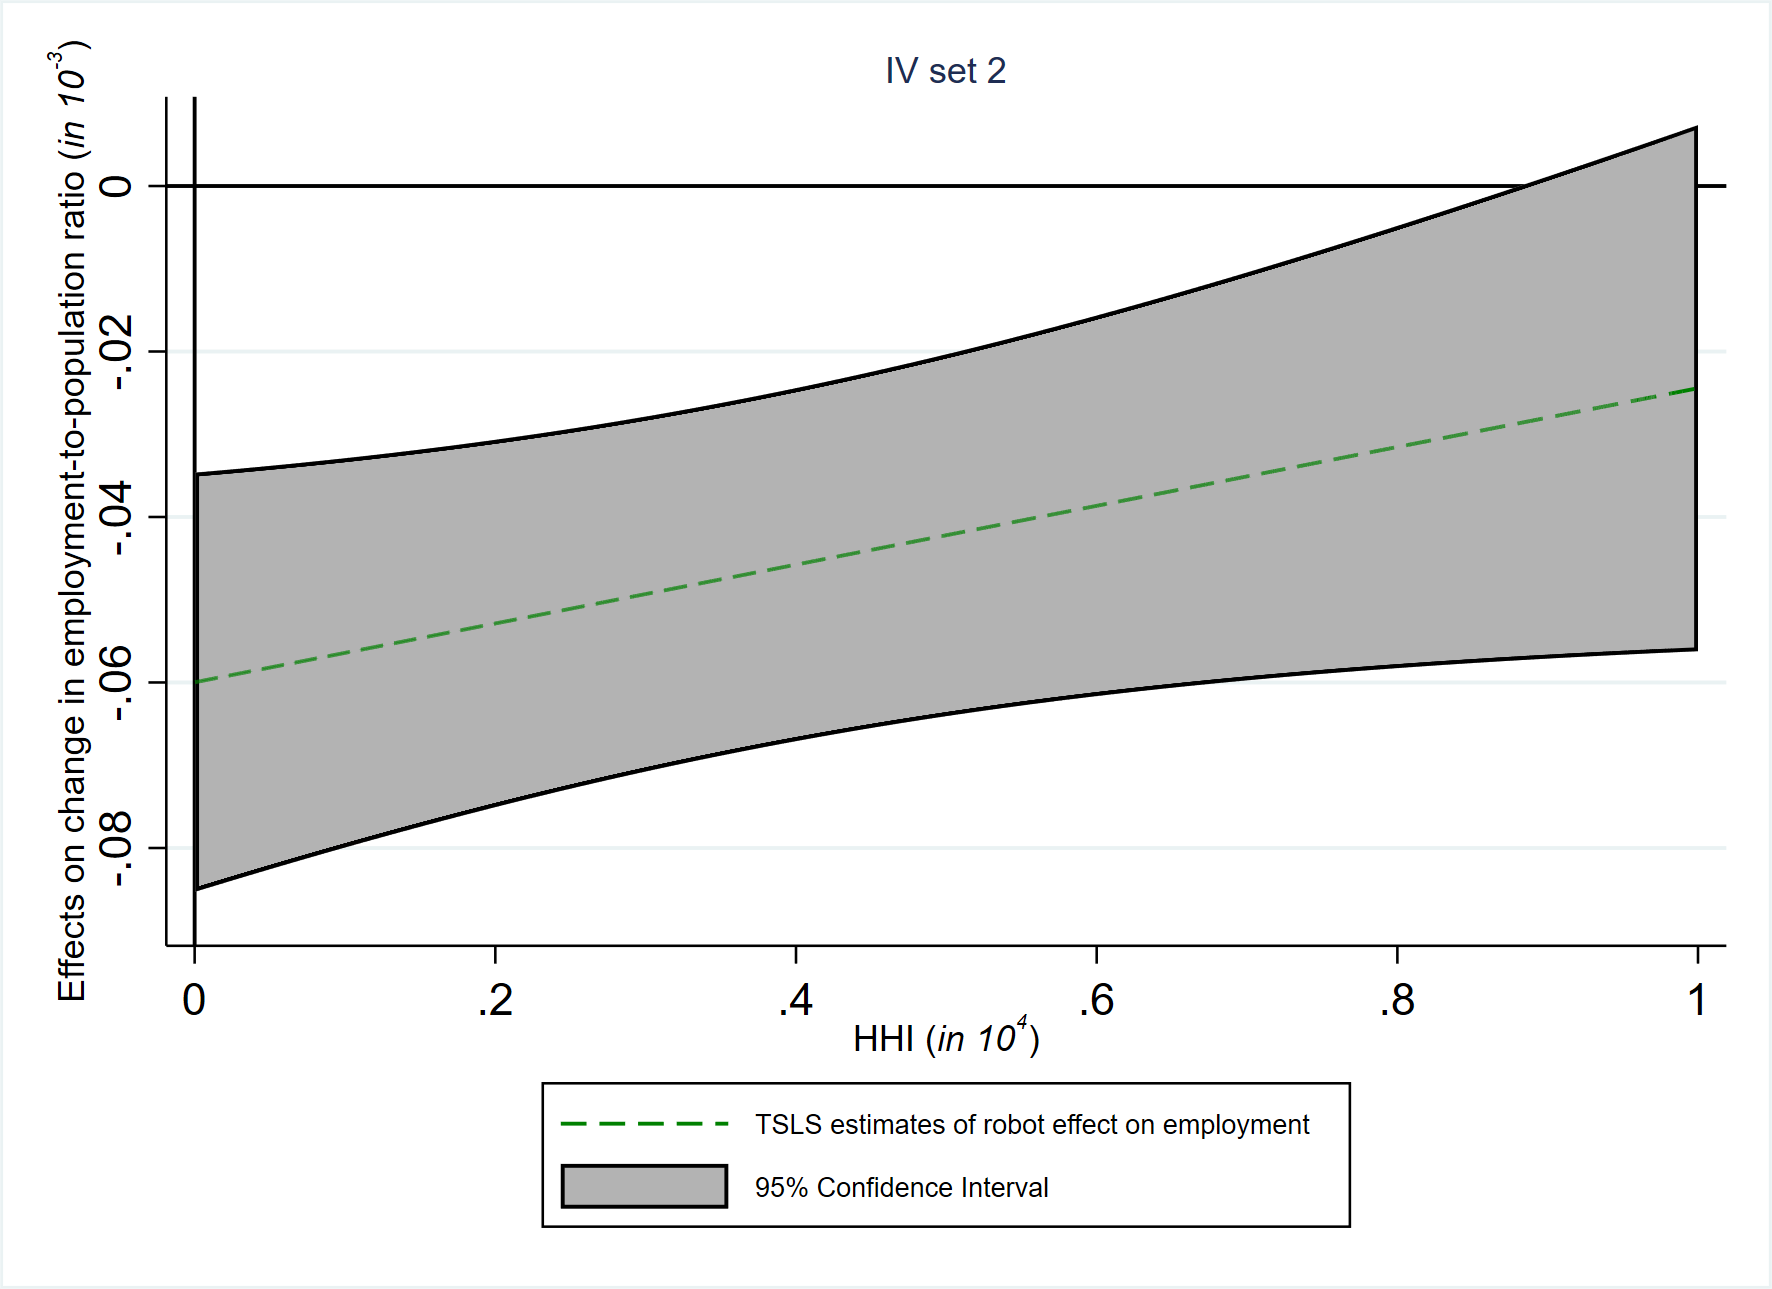 IV set 2
Effects on change in employment-to-population ratio (in 10-3)
0
-.02
-.04
-.06
-.08
0
.2
.4
.6
.8
1
HHI (in 104)
TSLS estimates of robot effect on employment
95% Confidence Interval